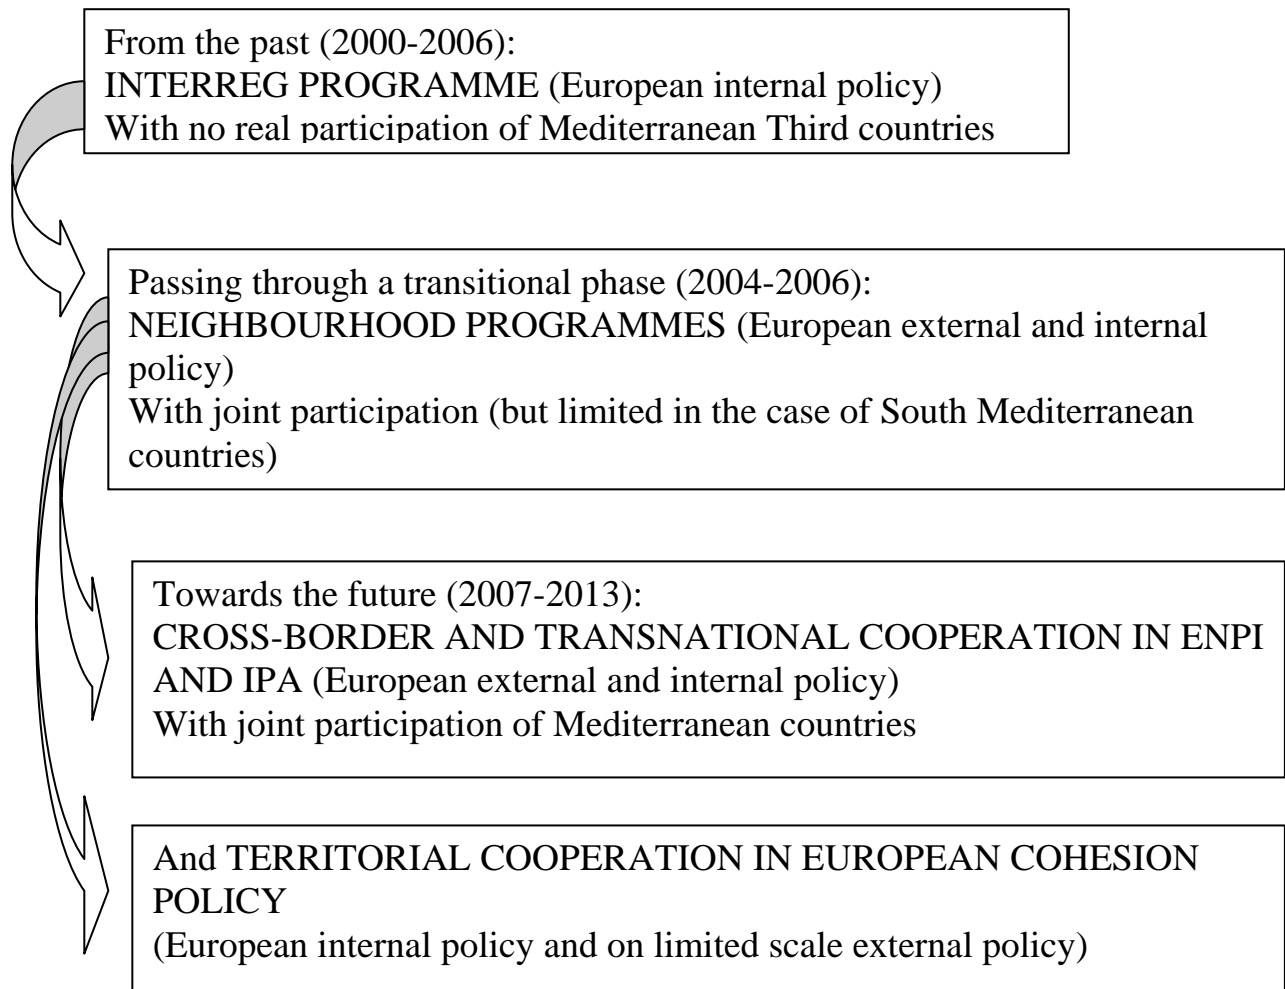 From the past (2000-2006):
INTERREG PROGRAMME (European internal policy)
With no real participation of Mediterranean Third countries
Passing through a transitional phase (2004-2006):
NEIGHBOURHOOD PROGRAMMES (European external and internal
policy)
With joint participation (but limited in the case of South Mediterranean
countries)
Towards the future (2007-2013):
CROSS-BORDER AND TRANSNATIONAL COOPERATION IN ENPI
AND IPA (European external and internal policy)
With joint participation of Mediterranean countries
And TERRITORIAL COOPERATION IN EUROPEAN COHESION
POLICY
(European internal policy and on limited scale external policy)